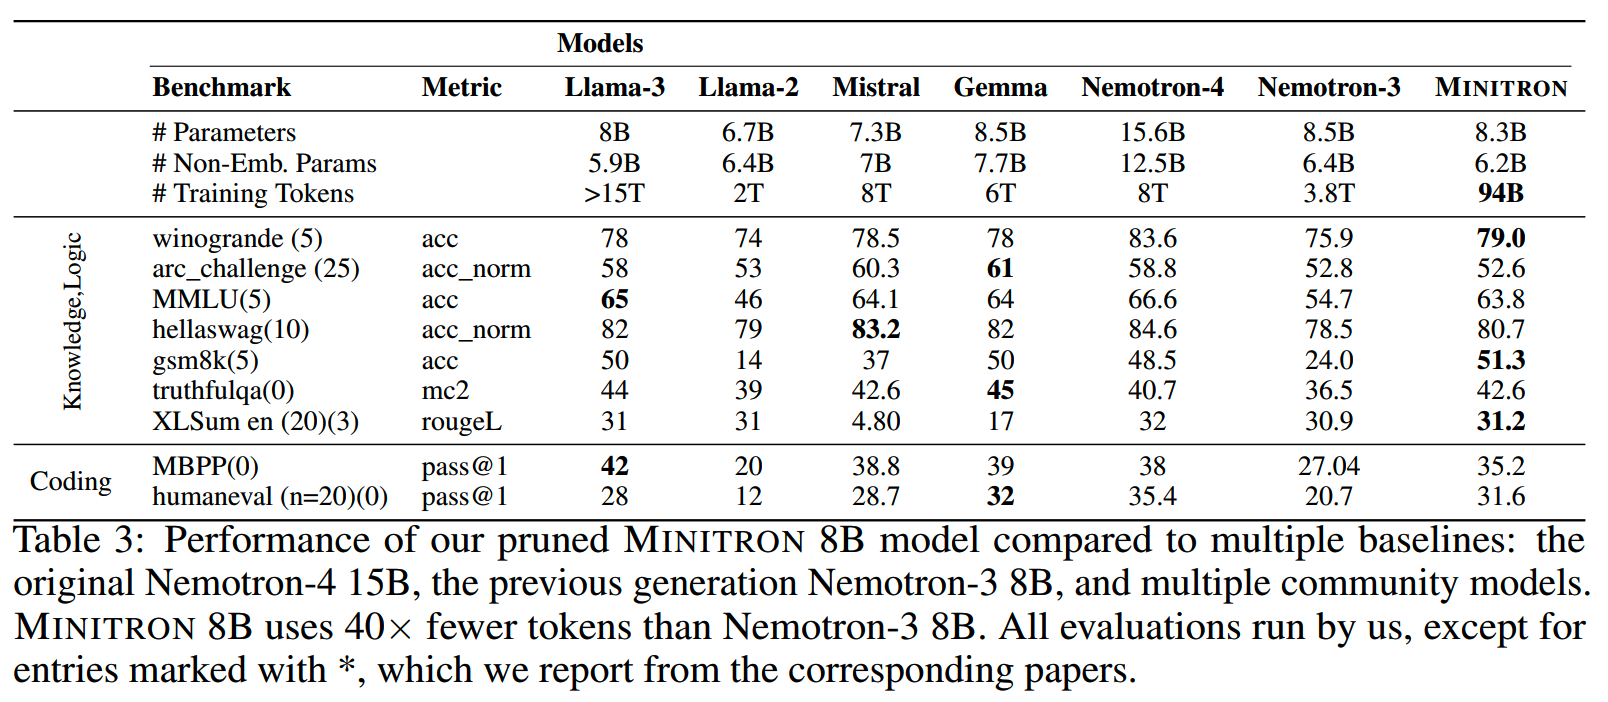 Models
Benchmark Metric Llama-3 Llama-2 Mistral Gemma Nemotron-4 Nemotron-3 MINITRON
# Parameters 8B 6.7B 7.3B 8.5B 15.6B 8.5B 8.3B
# Non-Emb. Params 5.9B 6.4B 7B 7.7B 12.5B 6.4B 6.2B
# Training Tokens >15T 2T 8T 6T 8T 3.8T 94B
Knowledge,Logic
winogrande (5) acc 78 74 78.5 78 83.6 75.9 79.0
arc_challenge (25) acc_norm 58 53 60.3 61 58.8 52.8 52.6
MMLU(5) acc 65 46 64.1 64 66.6 54.7 63.8
hellaswag(10) acc_norm 82 79 83.2 82 84.6 78.5 80.7
gsm8k(5) acc 50 14 37 50 48.5 24.0 51.3
truthfulqa(0) mc2 44 39 42.6 45 40.7 36.5 42.6
XLSum en (20)(3) rougeL 31 31 4.80 17 32 30.9 31.2
Coding
MBPP(0) pass@1 42 20 38.8 39 38 27.04 35.2
humaneval (n=20)(0) pass@1 28 12 28.7 32 35.4 20.7 31.6
Table 3: Performance of our pruned MINITRON 8B model compared to multiple baselines: the
original Nemotron-4 15B, the previous generation Nemotron-3 8B, and multiple community models.
MINITRON 8B uses 40× fewer tokens than Nemotron-3 8B. All evaluations run by us, except for
entries marked with *, which we report from the corresponding papers.